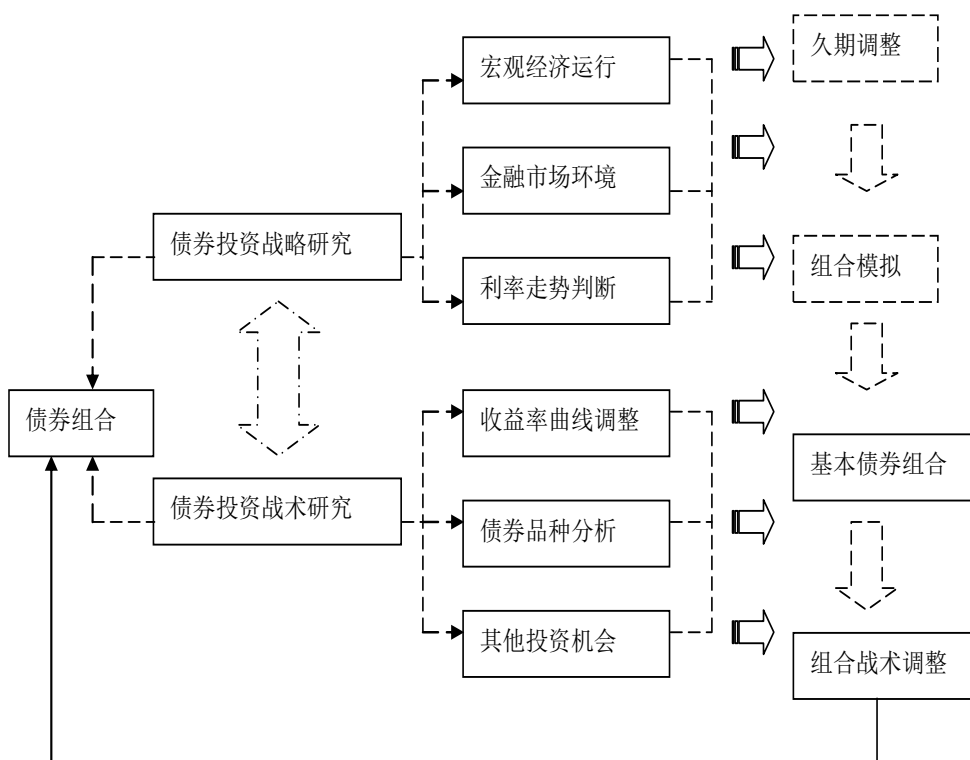 宏观经济运行
久期调整
金融市场环境
债券投资战略研究
组合模拟
利率走势判断
债券组合
收益率曲线调整
基本债券组合
债券投资战术研究
债券品种分析
其他投资机会
组合战术调整